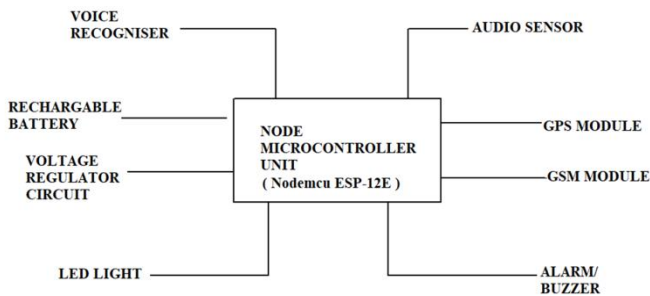 VOICE
RECOGNISER
AUDIO SENSOR
RECHARGABLE
BATTERY
NODE
MICROCONTROLLER
UNIT
( Nodemcu ESP-12E )
GPS MODULE
VOLTAGE
REGULATOR
CIRCUIT
GSM MODULE
LED LIGHT
ALARM/
BUZZER